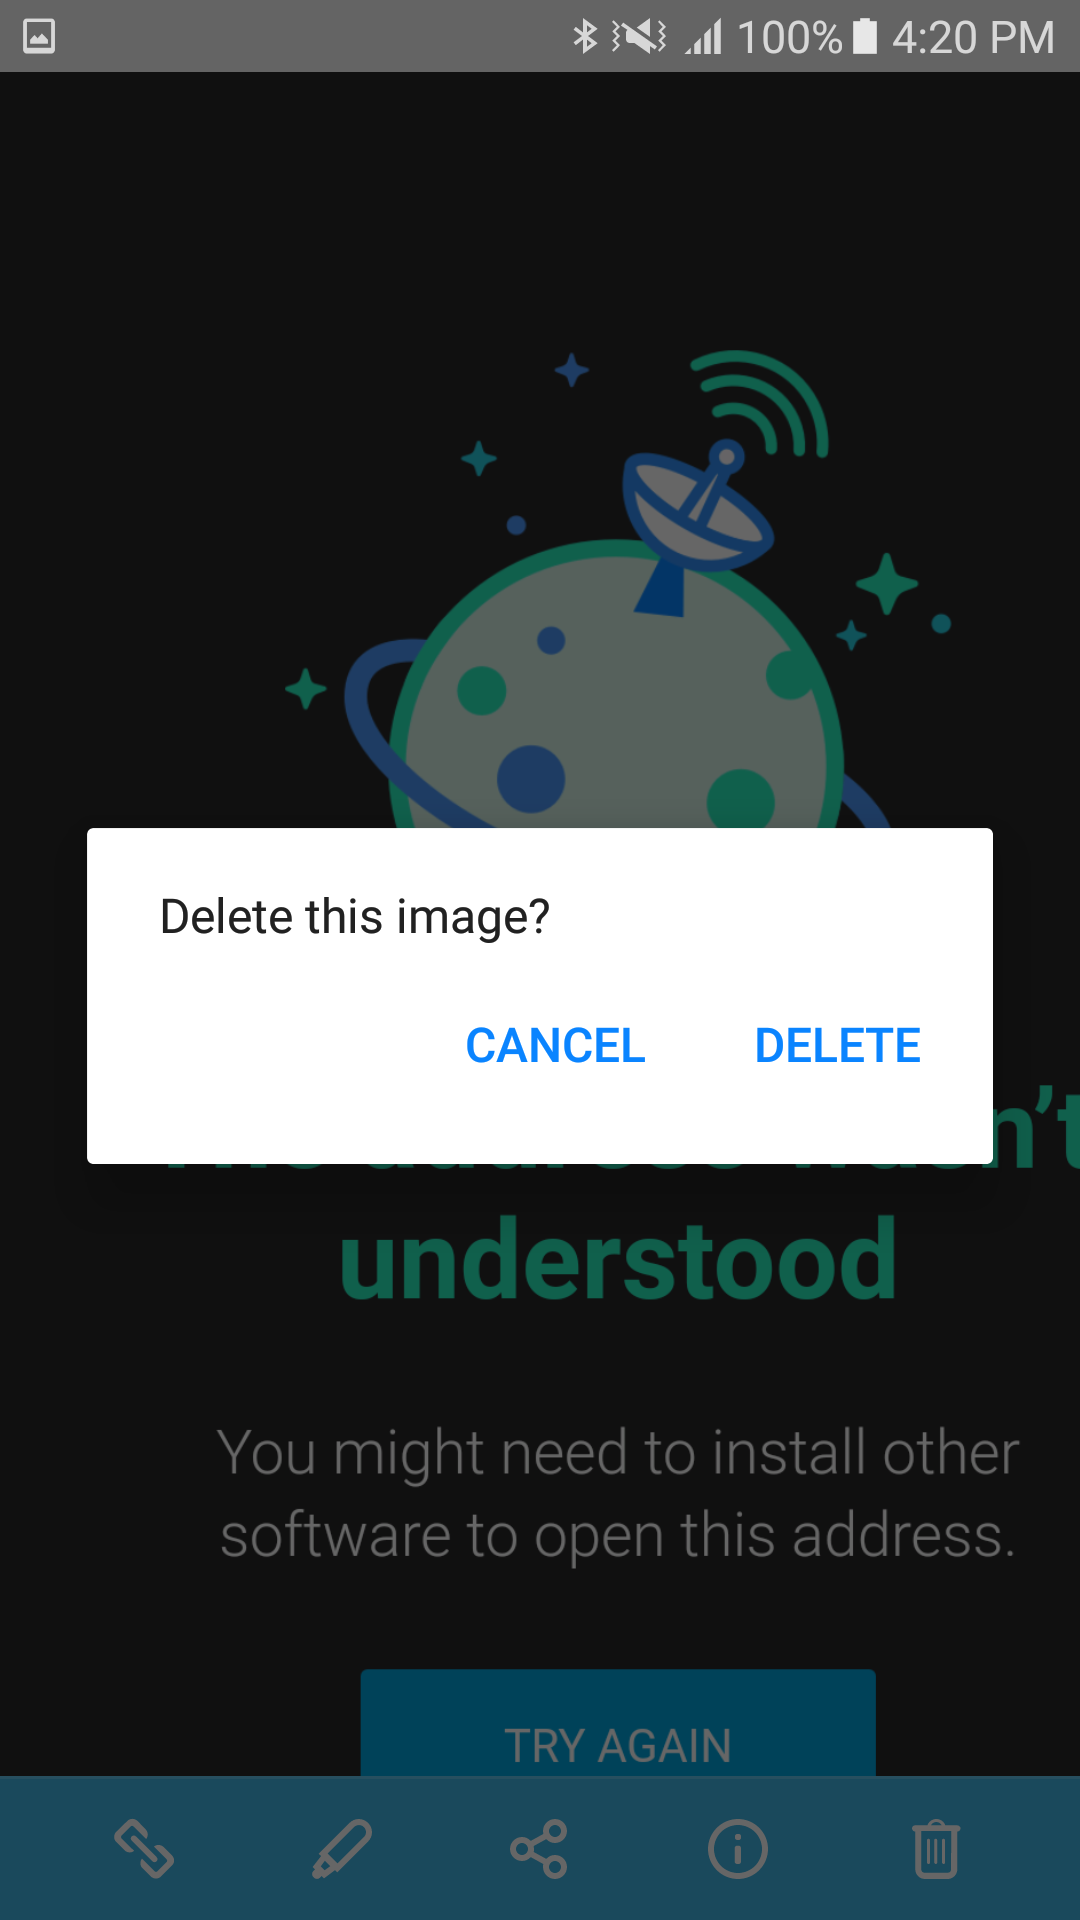 100% 4:20 PM
Delete this image?
CANCEL DELETE
understood
You might need to install other
software to open this address.
TRY AGAIN